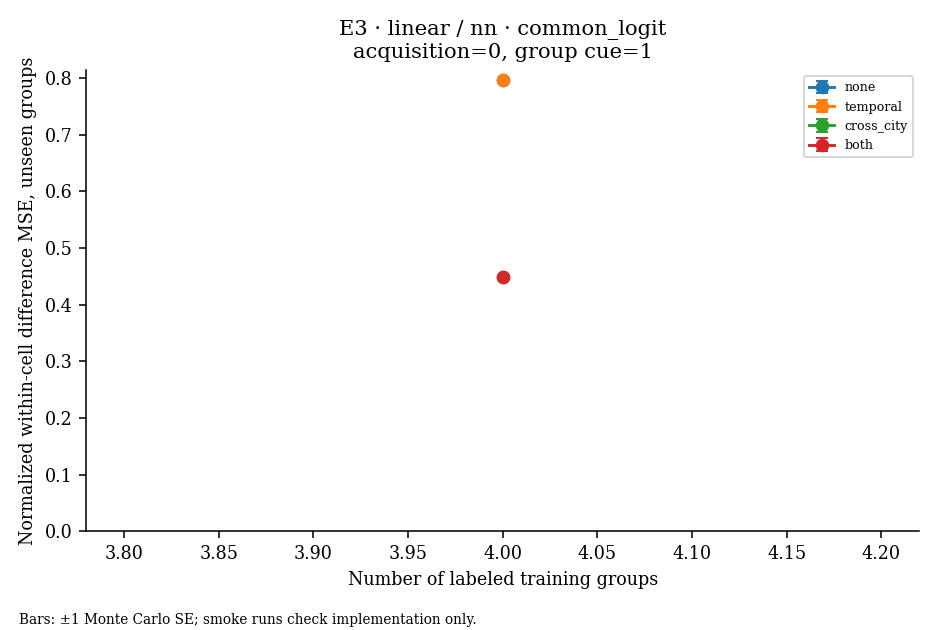 E3 · linear / nn · common_logit
acquisition=0, group cue=1
none
temporal
cross_city
both
Normalized within-cell difference MSE, unseen groups
0.8
0.7
0.6
0.5
0.4
0.3
0.2
0.1
0.0
3.80 3.85 3.90 3.95 4.00 4.05 4.10 4.15 4.20
Number of labeled training groups
Bars: ±1 Monte Carlo SE; smoke runs check implementation only.